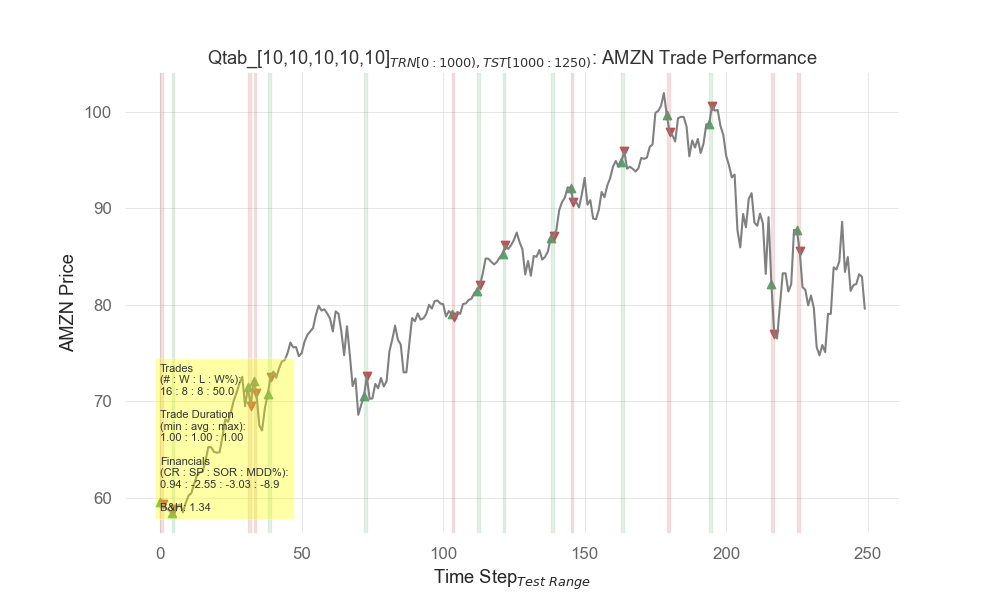 Qtab_[10,10,10,10,10]TRN[0 : 1000), TST[1000 : 1250): AMZN Trade Performance
100
90
80
70
60
AMZN Price
Trades
(# : W : L : W%):
16 : 8 : 8 : 50.0
Trade Duration
(min : avg : max):
1.00 : 1.00 : 1.00
Financials
(CR : SP : SOR : MDD%):
0.94 : -2.55 : -3.03 : -8.9
B&H/ 1.34
0 50 100 150 200 250
Time StepTest Range